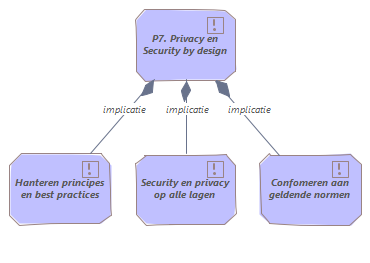 P7. Privacy en
Security by design
implicatie
implicatie
implicatie
Hanteren principes
en best practices
Security en privacy
op alle lagen
Confomeren aan
geldende normen